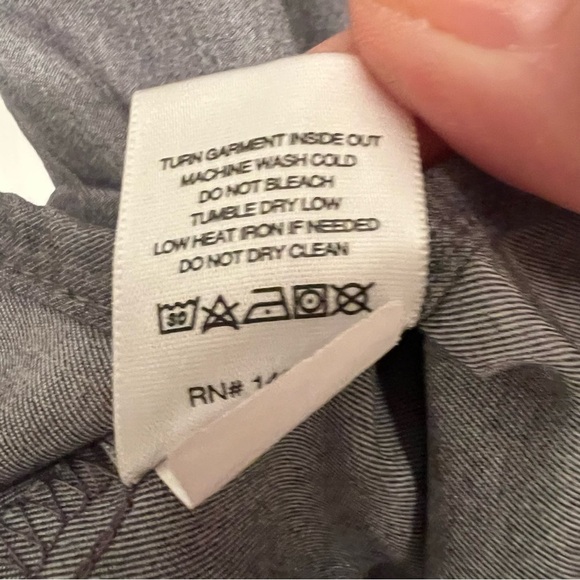 TURN GARMENT INSIDE OUT
MACHINE WASH COLD
DO NOT BLEACH
TUMBLE DRY LOW
LOW HEAT IRON IF NEEDED
DO NOT DRY CLEAN
30
RN#